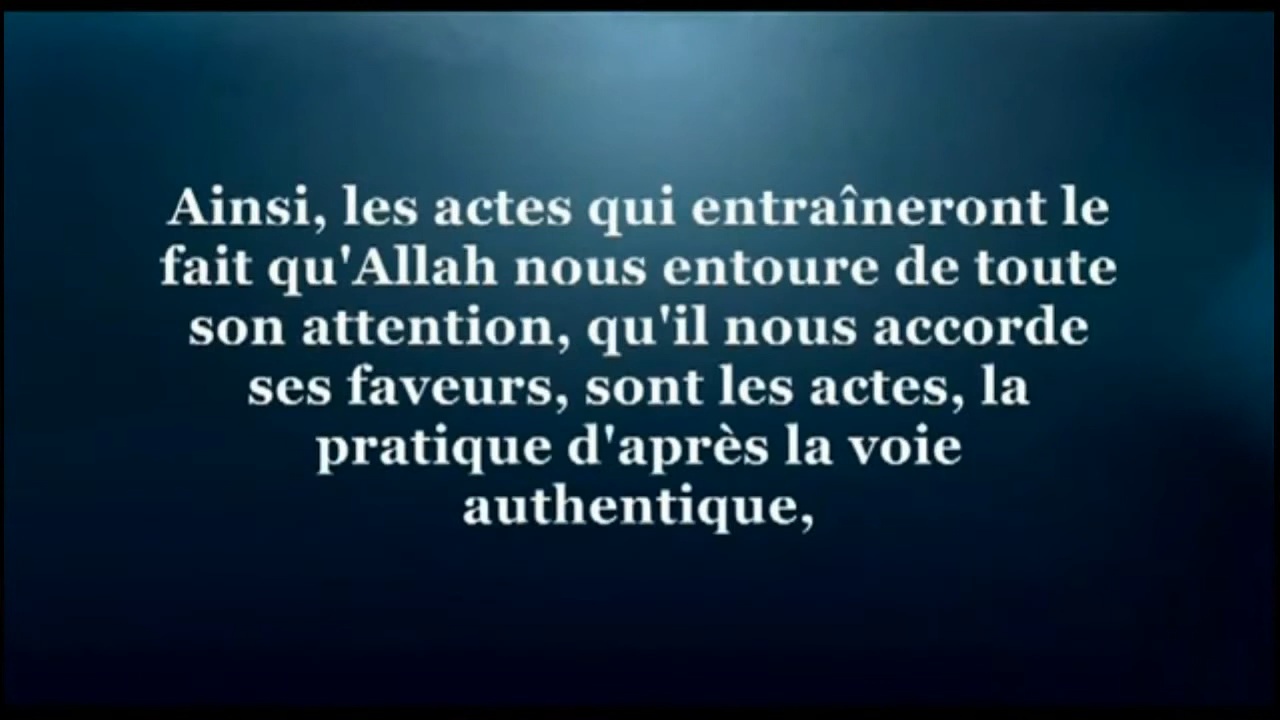 Ainsi, les actes qui entraîneront le
fait qu'Allah nous entoure de toute
son attention, qu'il nous accorde
ses faveurs, sont les actes, la
pratique d'après la voie
authentique,